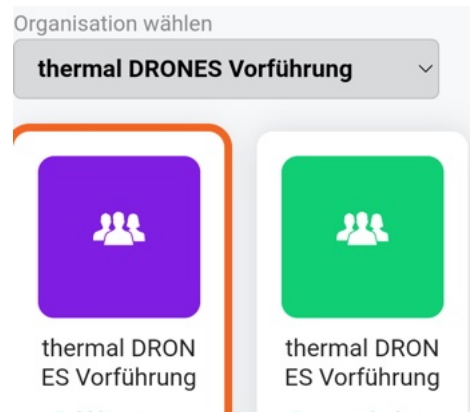 Organisation wählen
thermal DRONES Vorführung
thermal DRON
ES Vorführung
thermal DRON
ES Vorführung